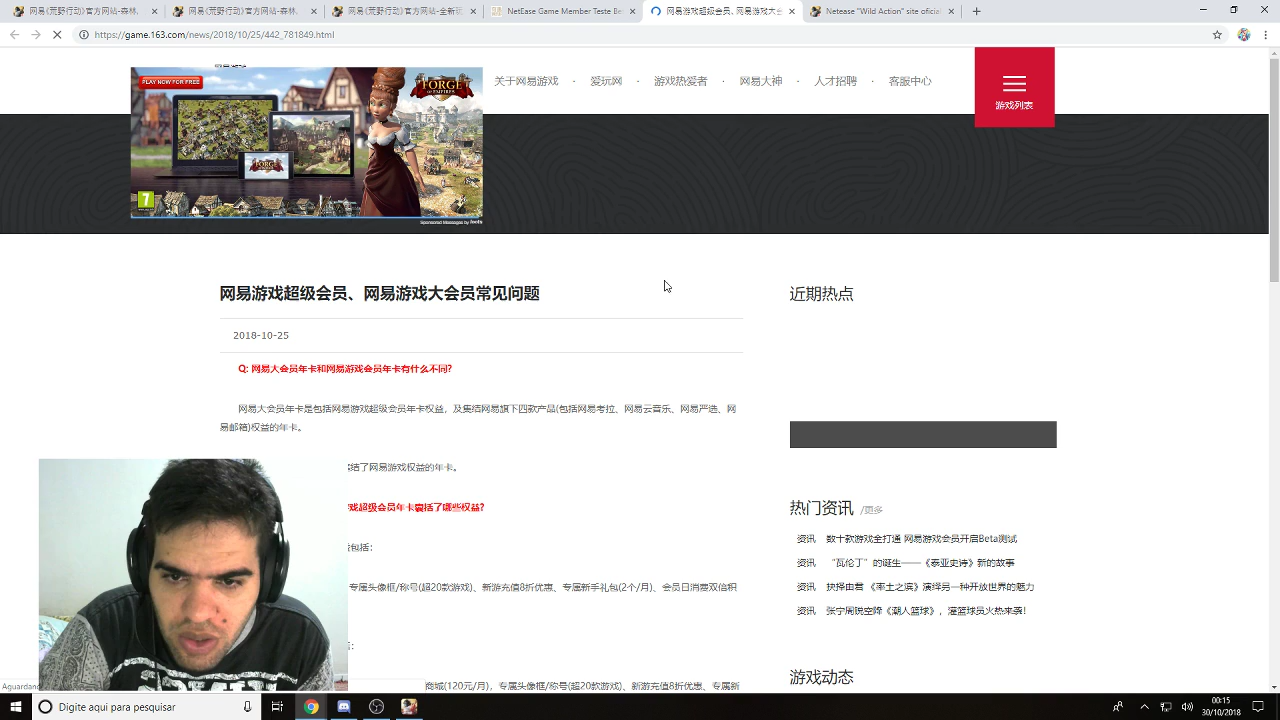 网易《荒野行动》官方网站-森林
网易《荒野行动》官方网站-森林
网易《荒野行动》官方网站-全新玩
NetEase Game Member Teste Be
网易游戏超级会员、网易游戏大会
Netease "Wild Action" site oficia
https://game.163.com/news/2018/10/25/442_781849.html
关于网易游戏 · 爱玩网 · 游戏热爱者 · 网易大神 · 人才招聘 · 客服中心
游戏列表
PLAY NOW FOR FREE
FORGE
OF EMPIRES
FORGE
7
Sponsored Messages by
网易游戏超级会员、网易游戏大会员常见问题
近期热点
2018-10-25
Q: 网易大会员年卡和网易游戏会员年卡有什么不同?
网易大会员年卡是包括网易游戏超级会员年卡权益，及集结网易旗下四款产品(包括网易考拉、网易云音乐、网易严选、网
易邮箱)权益的年卡。
结了网易游戏权益的年卡。
戏超级会员年卡囊括了哪些权益?
包括：
专属头像框/称号(超20款游戏)、新游充值8折优惠、专属新手礼包(2个/月)、会员日消费双倍积
商城(120元/月)、专属头像框/称号(超20款游戏)、新游充值8折优惠、专属新
热门资讯 /更多
资讯 数十款游戏全打通 网易游戏会员开启Beta测试
资讯 “瓦伦丁”的诞生——《泰亚史诗》新的故事
资讯 抉择由君 《率土之滨》演绎另一种开放世界的魅力
资讯 张宁周锐空降《潮人篮球》，灌篮球员火热来袭！
游戏动态
Aguardand
Digite aqui para pesquisar
00:15
30/10/2018